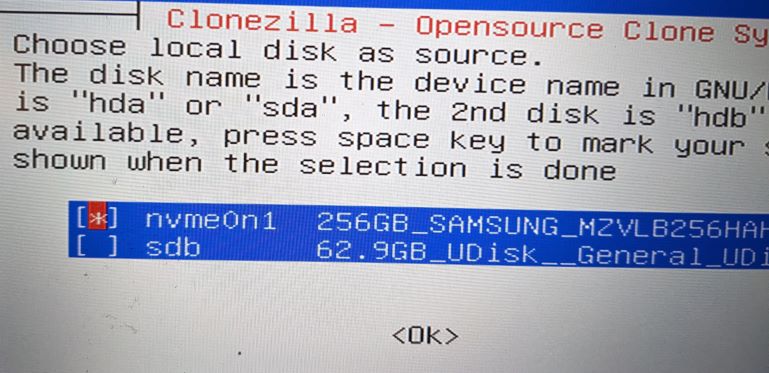 Clonezilla - Opensource Clone Sy
Choose local disk as source.
The disk name is the device name in GNU/
is "hda" or "sda", the 2nd disk is "hdb"
available, press space key to mark your
shown when the selection is done
[*] nvme0n1 256GB_SAMSUNG_MZVLB256HAH
[ ] sdb 62.9GB_UDisk__General_UDi
<Ok>